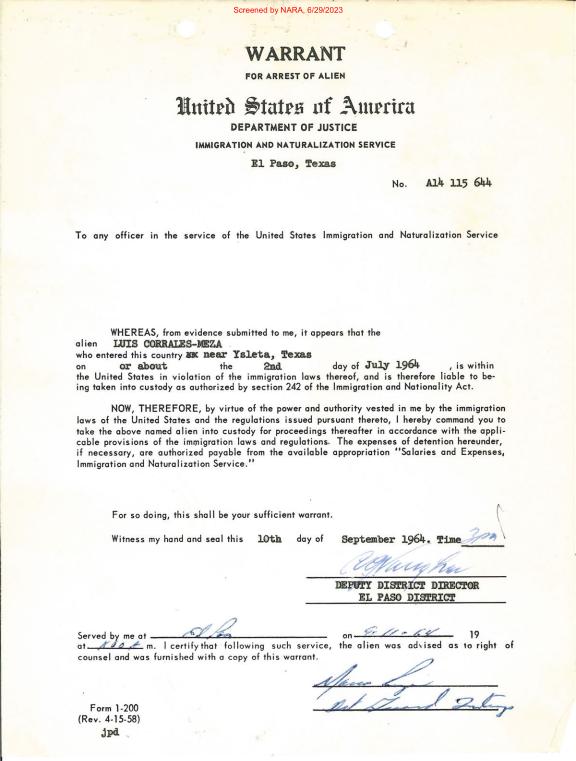 Screened by NARA, 6/29/2023
WARRANT
FOR ARREST OF ALIEN
United States of America
DEPARTMENT OF JUSTICE
IMMIGRATION AND NATURALIZATION SERVICE
El Paso, Texas
No. A14 115 644
To any officer in the service of the United States Immigration and Naturalization Service
WHEREAS, from evidence submitted to me, it appears that the
alien LUIS CORRALES-MEZA
who entered this country near Ysleta, Texas
on or about the 2nd day of July 1964 , is within
the United States in violation of the immigration laws thereof, and is therefore liable to be-
ing taken into custody as authorized by section 242 of the Immigration and Nationality Act.
NOW, THEREFORE, by virtue of the power and authority vested in me by the immigration
laws of the United States and the regulations issued pursuant thereto, I hereby command you to
take the above named alien into custody for proceedings thereafter in accordance with the appli-
cable provisions of the immigration laws and regulations. The expenses of detention hereunder,
if necessary, are authorized payable from the available appropriation "Salaries and Expenses,
Immigration and Naturalization Service."
For so doing, this shall be your sufficient warrant.
Witness my hand and seal this 10th day of September 1964. Time 3pm
DEPUTY DISTRICT DIRECTOR
EL PASO DISTRICT
Served by me at El Paso on 9-11-64 19
at m. I certify that following such service, the alien was advised as to right of
counsel and was furnished with a copy of this warrant.
Form 1-200
(Rev. 4-15-58)
jpd